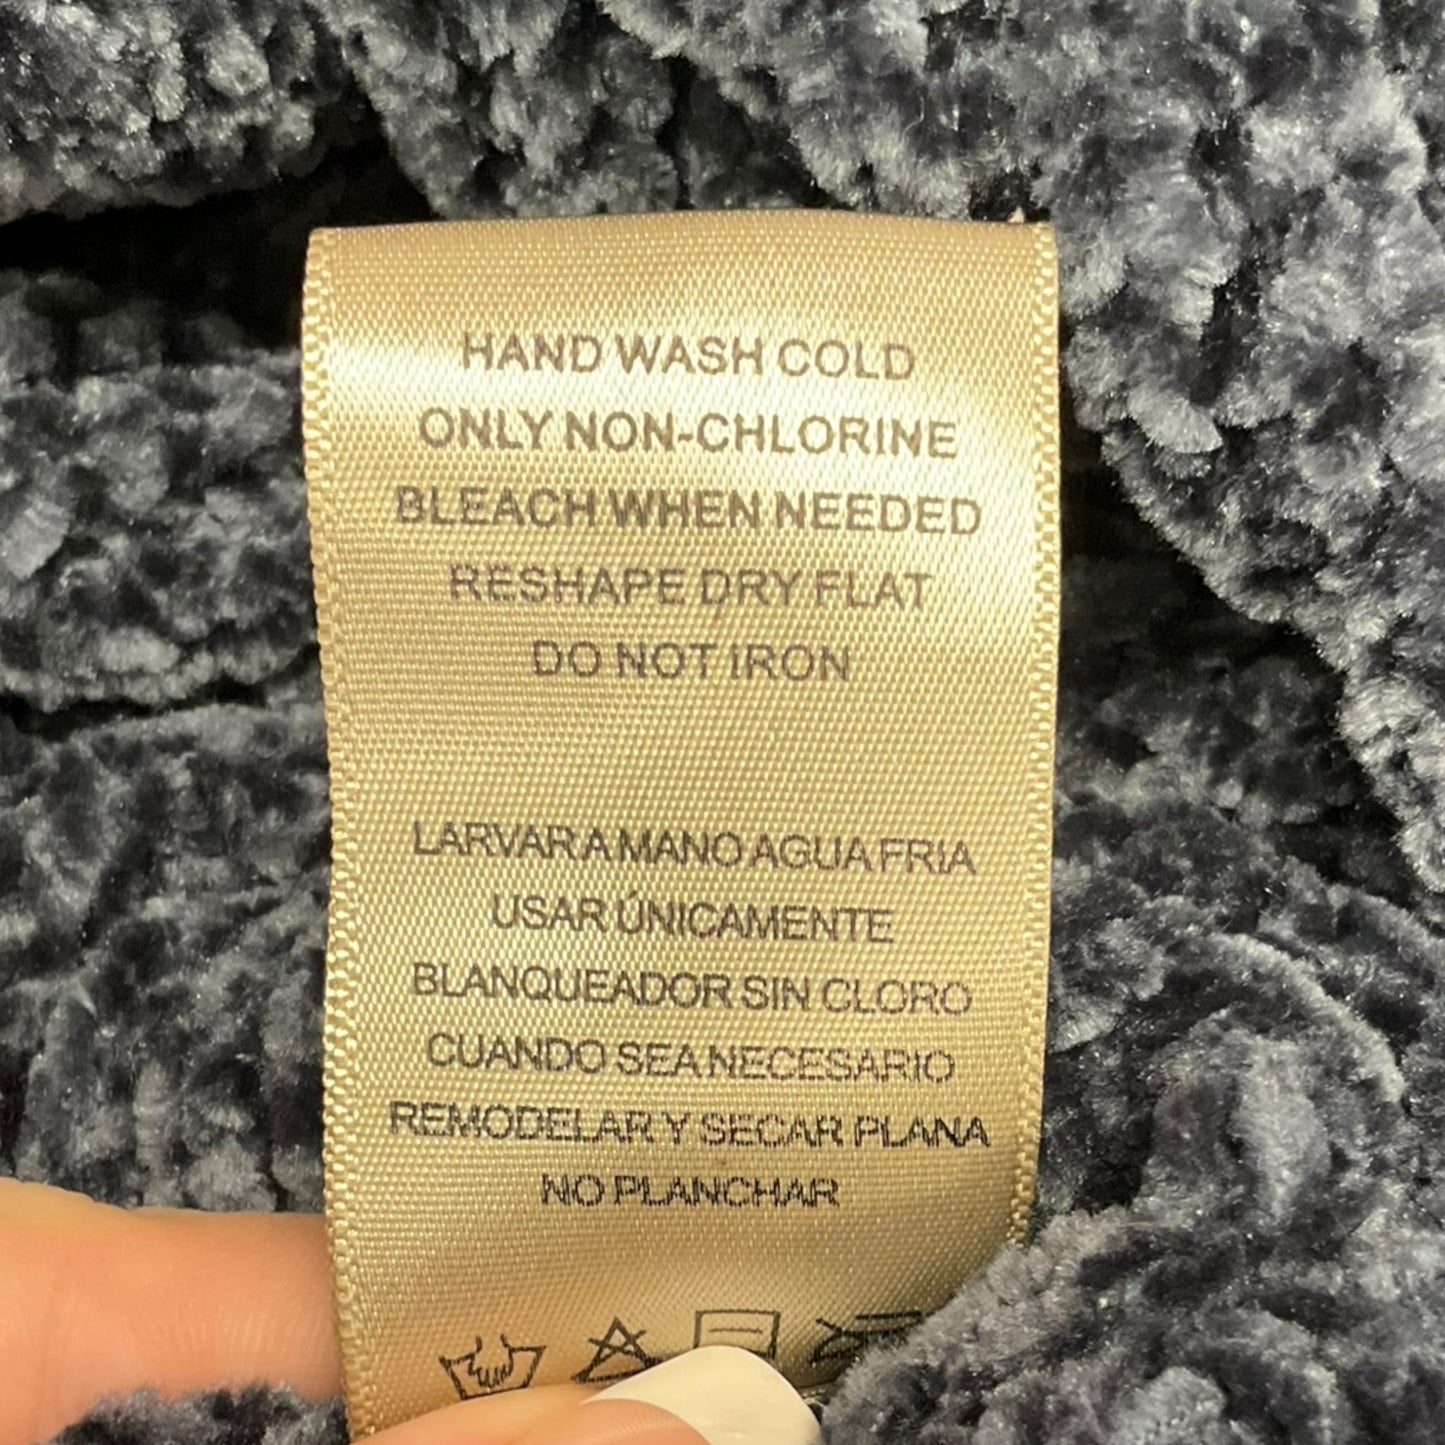 HAND WASH COLD
ONLY NON-CHLORINE
BLEACH WHEN NEEDED
RESHAPE DRY FLAT
DO NOT IRON
LARVAR A MANO AGUA FRIA
USAR ÚNICAMENTE
BLANQUEADOR SIN CLORO
CUANDO SEA NECESARIO
REMODELAR Y SECAR PLANA
NO PLANCHAR